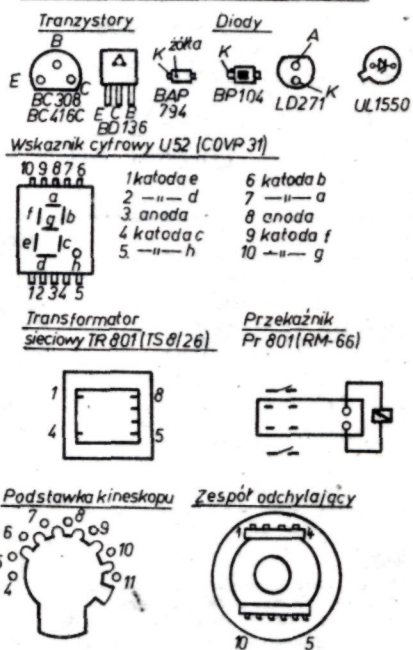 Tranzystory
Diody
B
E
C
BC308
BC416C
E C B
BD136
K żółta
BAP
794
K
BP104
A
K
LD271
UL1550
Wskaznik cyfrowy U52 (COVP31)
10 9 8 7 6
a
f
b
g
e
c
d
h
1 2 3 4 5
1 katoda e
2 —"— d
3. anoda
4 katoda c
5. —"— h
6 katoda b
7 —"— a
8 anoda
9 katoda f
10 —"— g
Transformator
sieciowy TR 801 (TS 8/26)
1
8
4
5
Przekaźnik
Pr 801 (RM-66)
Podstawka kineskopu
7
8
6
9
10
4
11
Zespół odchylający
1
4
10
5